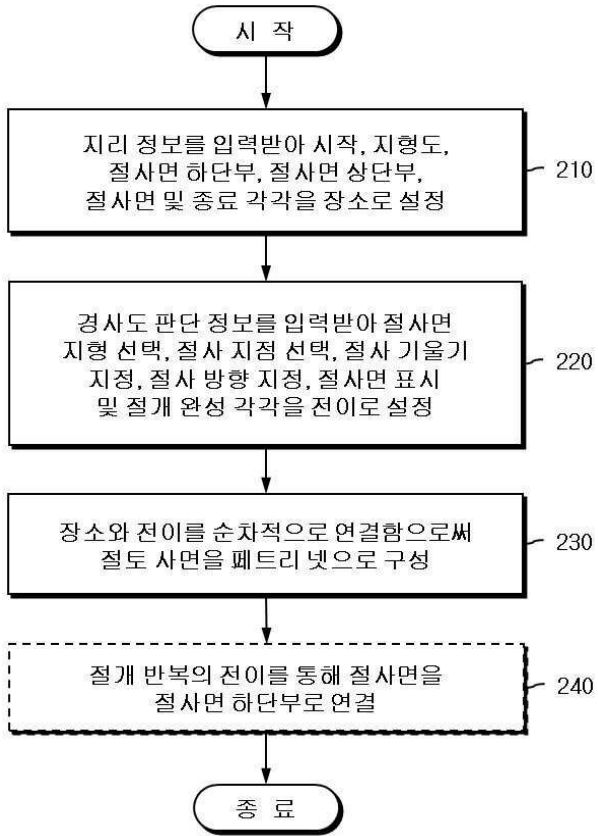 시 작
지리 정보를 입력받아 시작, 지형도,
절사면 하단부, 절사면 상단부,
절사면 및 종료 각각을 장소로 설정
210
경사도 판단 정보를 입력받아 절사면
지형 선택, 절사 지점 선택, 절사 기울기
지정, 절사 방향 지정, 절사면 표시
및 절개 완성 각각을 전이로 설정
220
장소와 전이를 순차적으로 연결함으로써
절토 사면을 페트리 넷으로 구성
230
절개 반복의 전이를 통해 절사면을
절사면 하단부로 연결
240
종 료